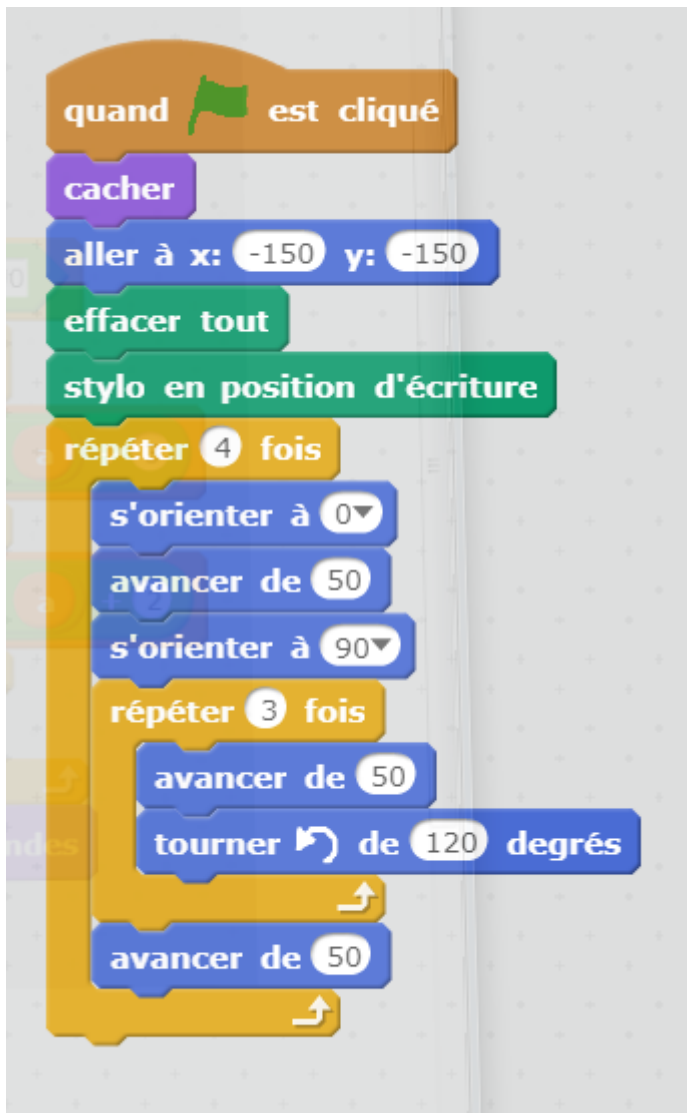 quand est cliqué
cacher
aller à x: -150 y: -150
effacer tout
stylo en position d'écriture
répéter 4 fois
s'orienter à 0
avancer de 50
s'orienter à 90
répéter 3 fois
avancer de 50
tourner de 120 degrés
avancer de 50